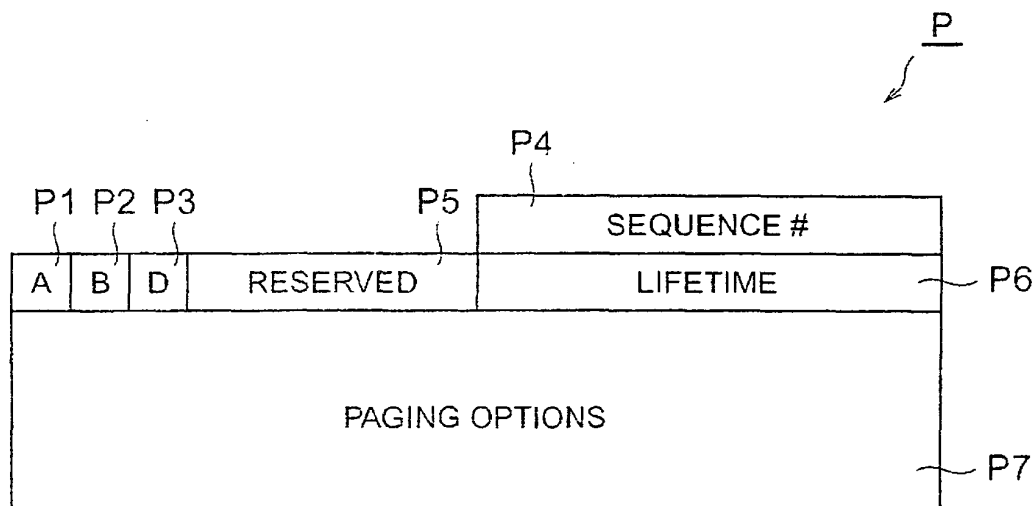 P
P4
P1 P2 P3 P5
SEQUENCE #
A B D RESERVED LIFETIME P6
PAGING OPTIONS
P7